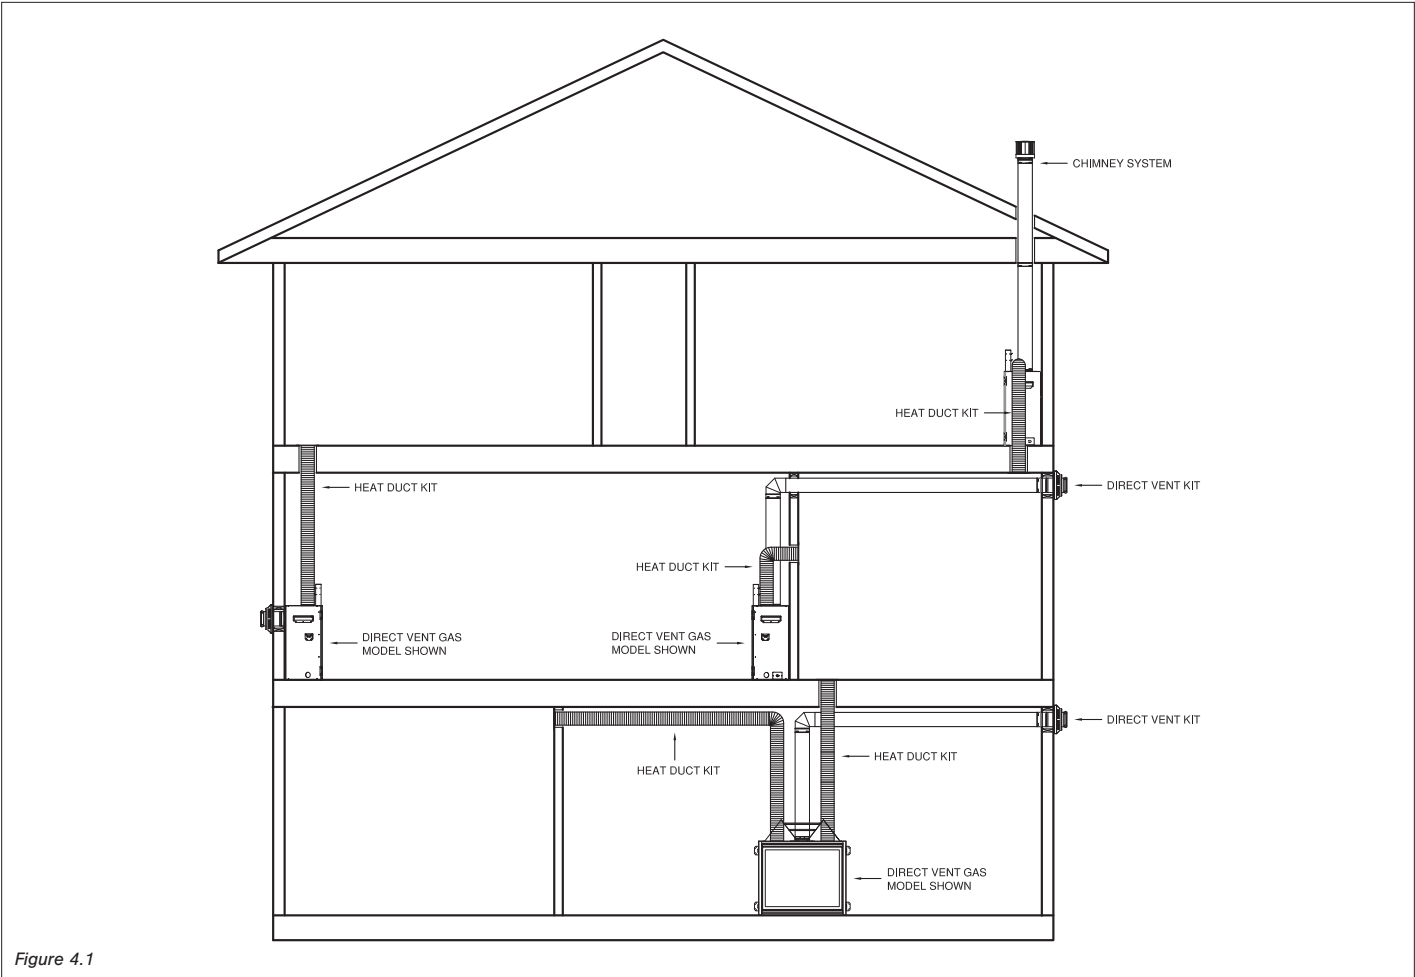 CHIMNEY SYSTEM
HEAT DUCT KIT
HEAT DUCT KIT
DIRECT VENT KIT
HEAT DUCT KIT
DIRECT VENT GAS
MODEL SHOWN
DIRECT VENT GAS
MODEL SHOWN
DIRECT VENT KIT
HEAT DUCT KIT
HEAT DUCT KIT
DIRECT VENT GAS
MODEL SHOWN
Figure 4.1